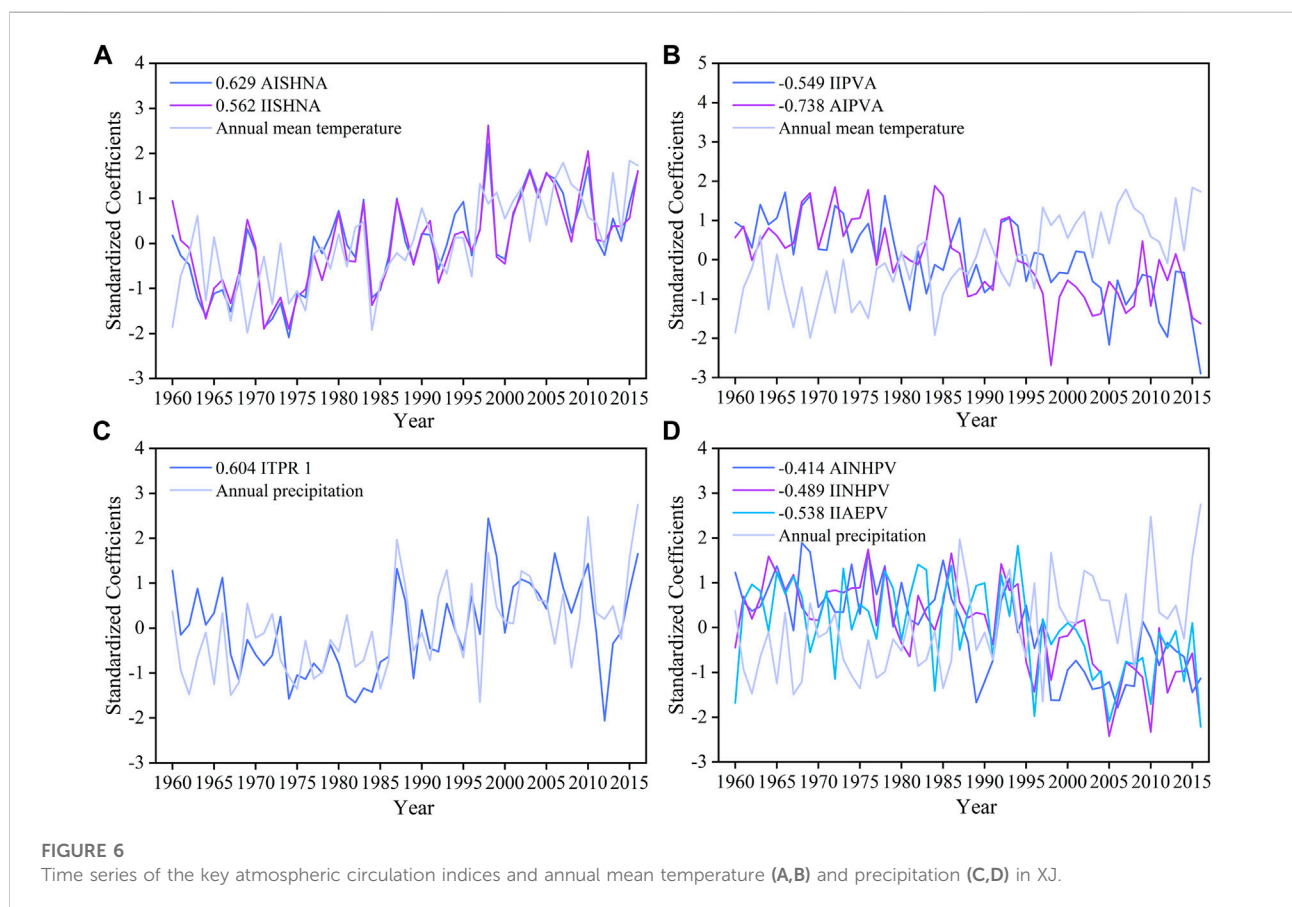 A
4
3
2
1
0
-1
-2
-3
Standardized Coefficients
0.629 AISHNA
0.562 IISHNA
Annual mean temperature
1960 1965 1970 1975 1980 1985 1990 1995 2000 2005 2010 2015
Year
B
5
4
3
2
1
0
-1
-2
-3
Standardized Coefficients
-0.549 IIPVA
-0.738 AIPVA
Annual mean temperature
1960 1965 1970 1975 1980 1985 1990 1995 2000 2005 2010 2015
Year
C
4
3
2
1
0
-1
-2
-3
Standardized Coefficients
0.604 ITPR 1
Annual precipitation
1960 1965 1970 1975 1980 1985 1990 1995 2000 2005 2010 2015
Year
D
4
3
2
1
0
-1
-2
-3
Standardized Coefficients
-0.414 AINHPV
-0.489 IINHPV
-0.538 IIAEPV
Annual precipitation
1960 1965 1970 1975 1980 1985 1990 1995 2000 2005 2010 2015
Year
FIGURE 6
Time series of the key atmospheric circulation indices and annual mean temperature (A,B) and precipitation (C,D) in XJ.